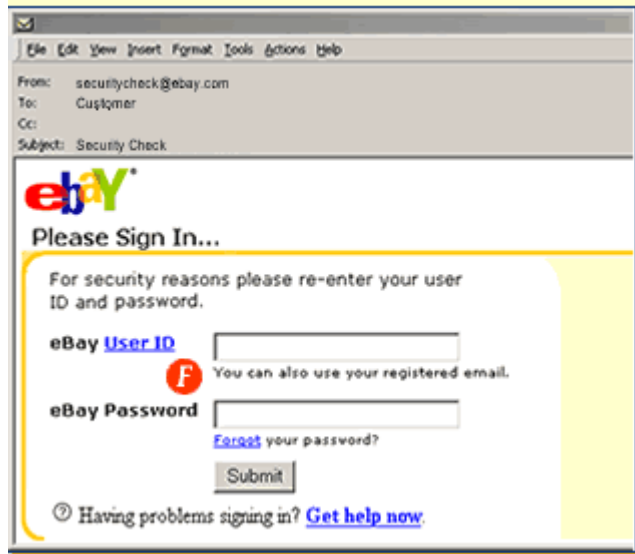 File Edit View Insert Format Tools Actions Help
From: securitycheck@ebay.com
To: Customer
Cc:
Subject: Security Check
ebaY
Please Sign In...
For security reasons please re-enter your user
ID and password.
eBay User ID
You can also use your registered email.
F
eBay Password
Forgot your password?
Submit
? Having problems signing in? Get help now.